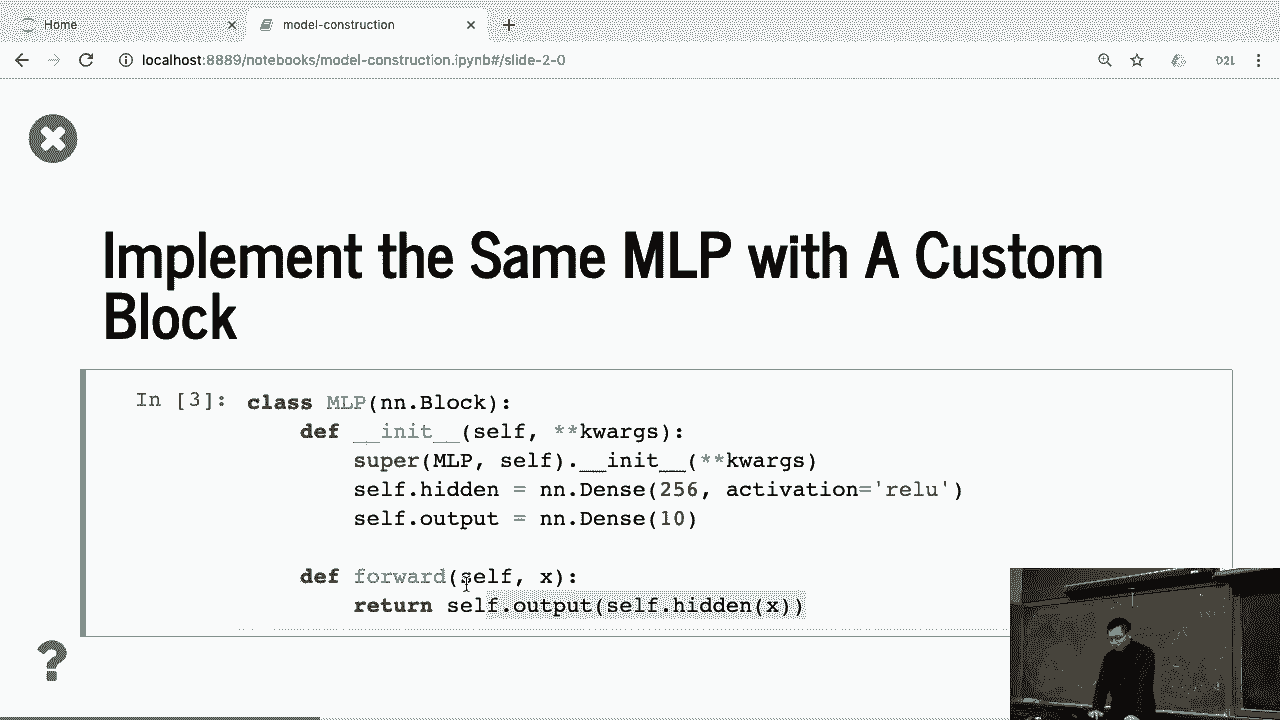 Home
model-construction
localhost:8889/notebooks/model-construction.ipynb#/slide-2-0
D2L
Implement the Same MLP with A Custom
Block
In [3]: class MLP(nn.Block):
def __init__(self, **kwargs):
super(MLP, self).__init__(**kwargs)
self.hidden = nn.Dense(256, activation='relu')
self.output = nn.Dense(10)
def forward(self, x):
return self.output(self.hidden(x))
?